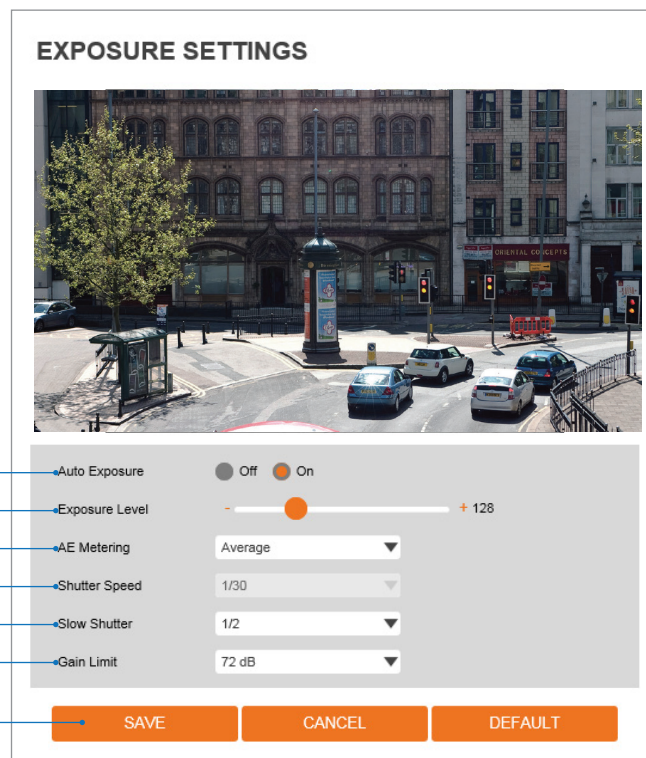 EXPOSURE SETTINGS
ORIENTAL CONCEPTS
Auto Exposure Off On
Exposure Level - + 128
AE Metering Average
Shutter Speed 1/30
Slow Shutter 1/2
Gain Limit 72 dB
SAVE CANCEL DEFAULT